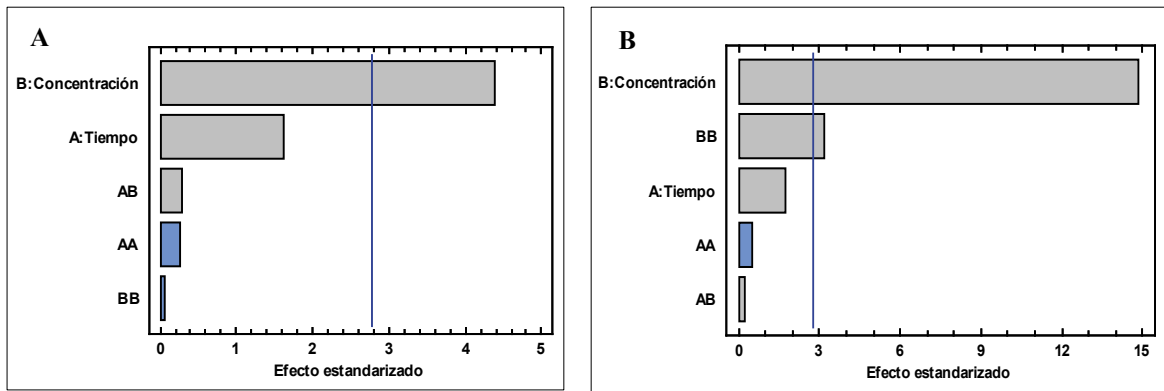 A
B:Concentración
A:Tiempo
AB
AA
BB
0 1 2 3 4 5
Efecto estandarizado
B
B:Concentración
BB
A:Tiempo
AA
AB
0 3 6 9 12 15
Efecto estandarizado